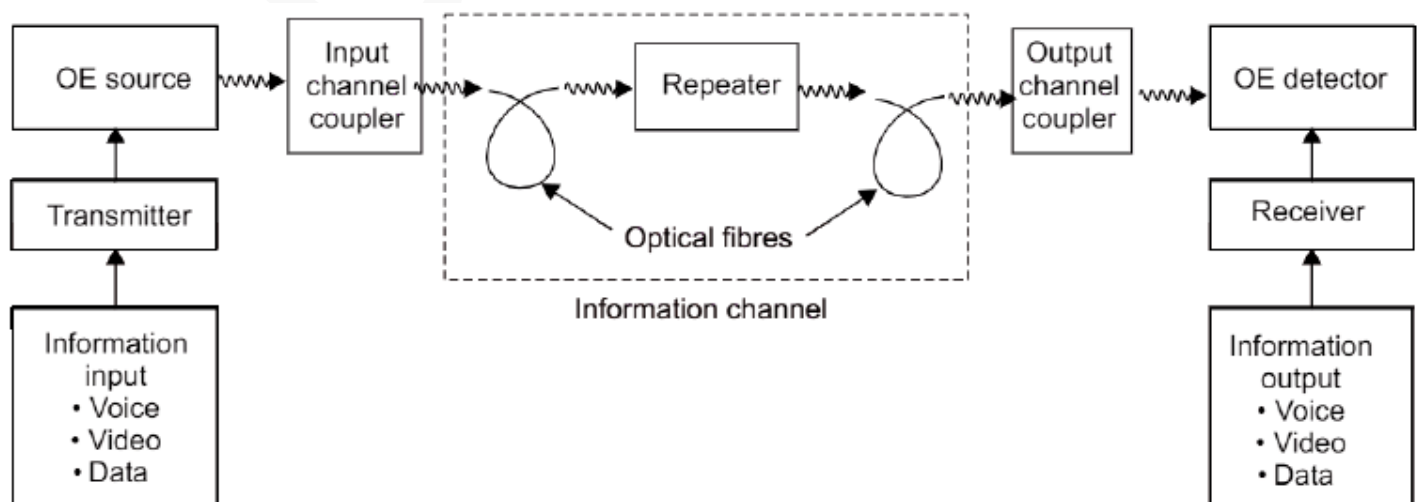 OE source
Input
channel
coupler
Repeater
Output
channel
coupler
OE detector
Transmitter
Optical fibres
Receiver
Information channel
Information
input
• Voice
• Video
• Data
Information
output
• Voice
• Video
• Data